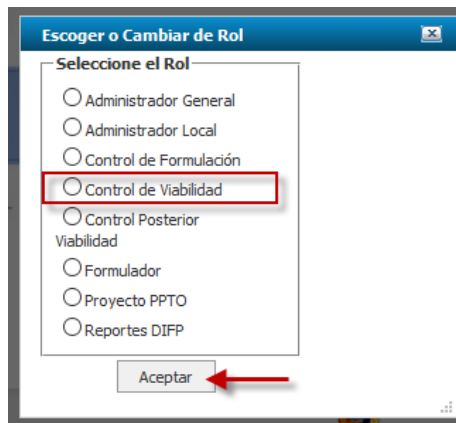 Escoger o Cambiar de Rol
Seleccione el Rol
Administrador General
Administrador Local
Control de Formulación
Control de Viabilidad
Control Posterior
Viabilidad
Formulador
Proyecto PPTO
Reportes DIFP
Aceptar